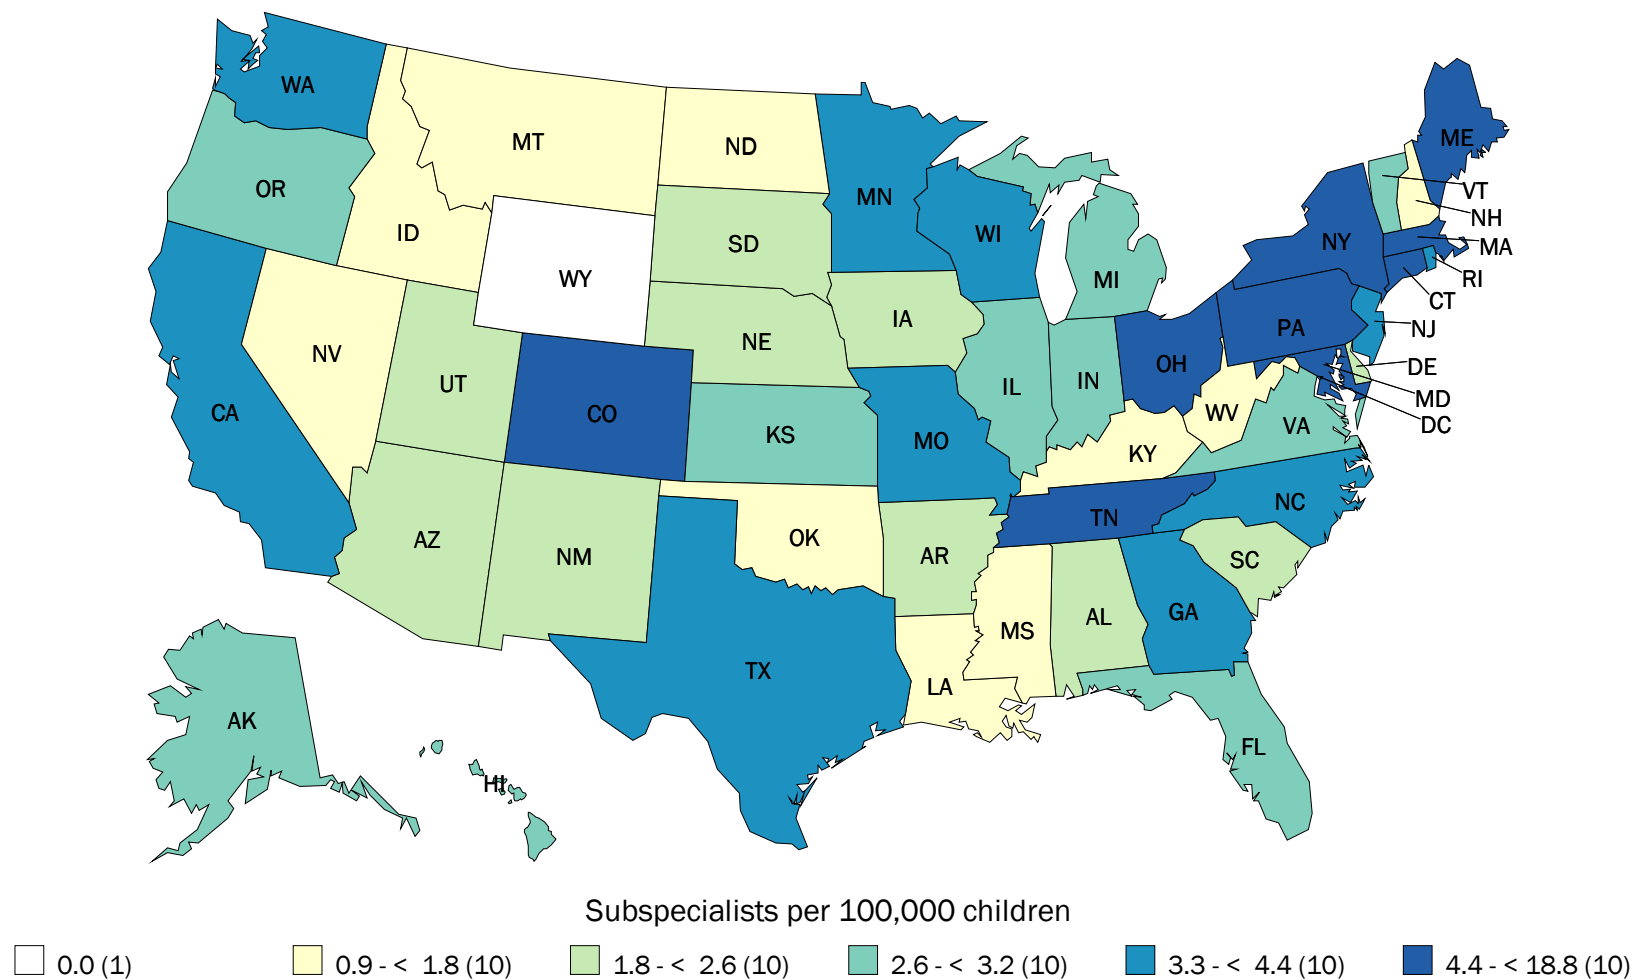 WA
MT
ND
ME
OR
MN
VT
ID
SD
WI
NY
NH
MA
WY
MI
RI
CT
IA
PA
NJ
NV
NE
OH
DE
UT
IL
IN
MD
CO
WV
DC
CA
KS
MO
KY
VA
NC
TN
AZ
NM
OK
AR
SC
MS
AL
GA
TX
LA
AK
FL
HI
Subspecialists per 100,000 children
0.0 (1)
0.9 - < 1.8 (10)
1.8 - < 2.6 (10)
2.6 - < 3.2 (10)
3.3 - < 4.4 (10)
4.4 - < 18.8 (10)